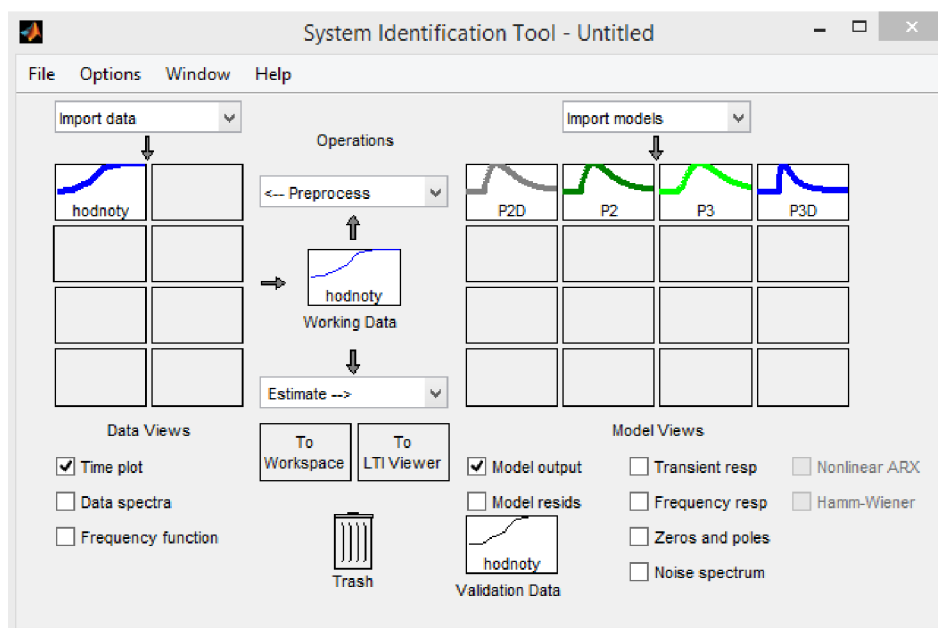 System Identification Tool - Untitled
File Options Window Help
Import data
Import models
Operations
<-- Preprocess
hodnoty
P2D P2 P3 P3D
hodnoty
Working Data
Estimate -->
Data Views
Model Views
To Workspace
To LTI Viewer
Time plot
Data spectra
Frequency function
Model output
Transient resp
Nonlinear ARX
Model resids
Frequency resp
Hamm-Wiener
Zeros and poles
Noise spectrum
hodnoty
Validation Data
Trash